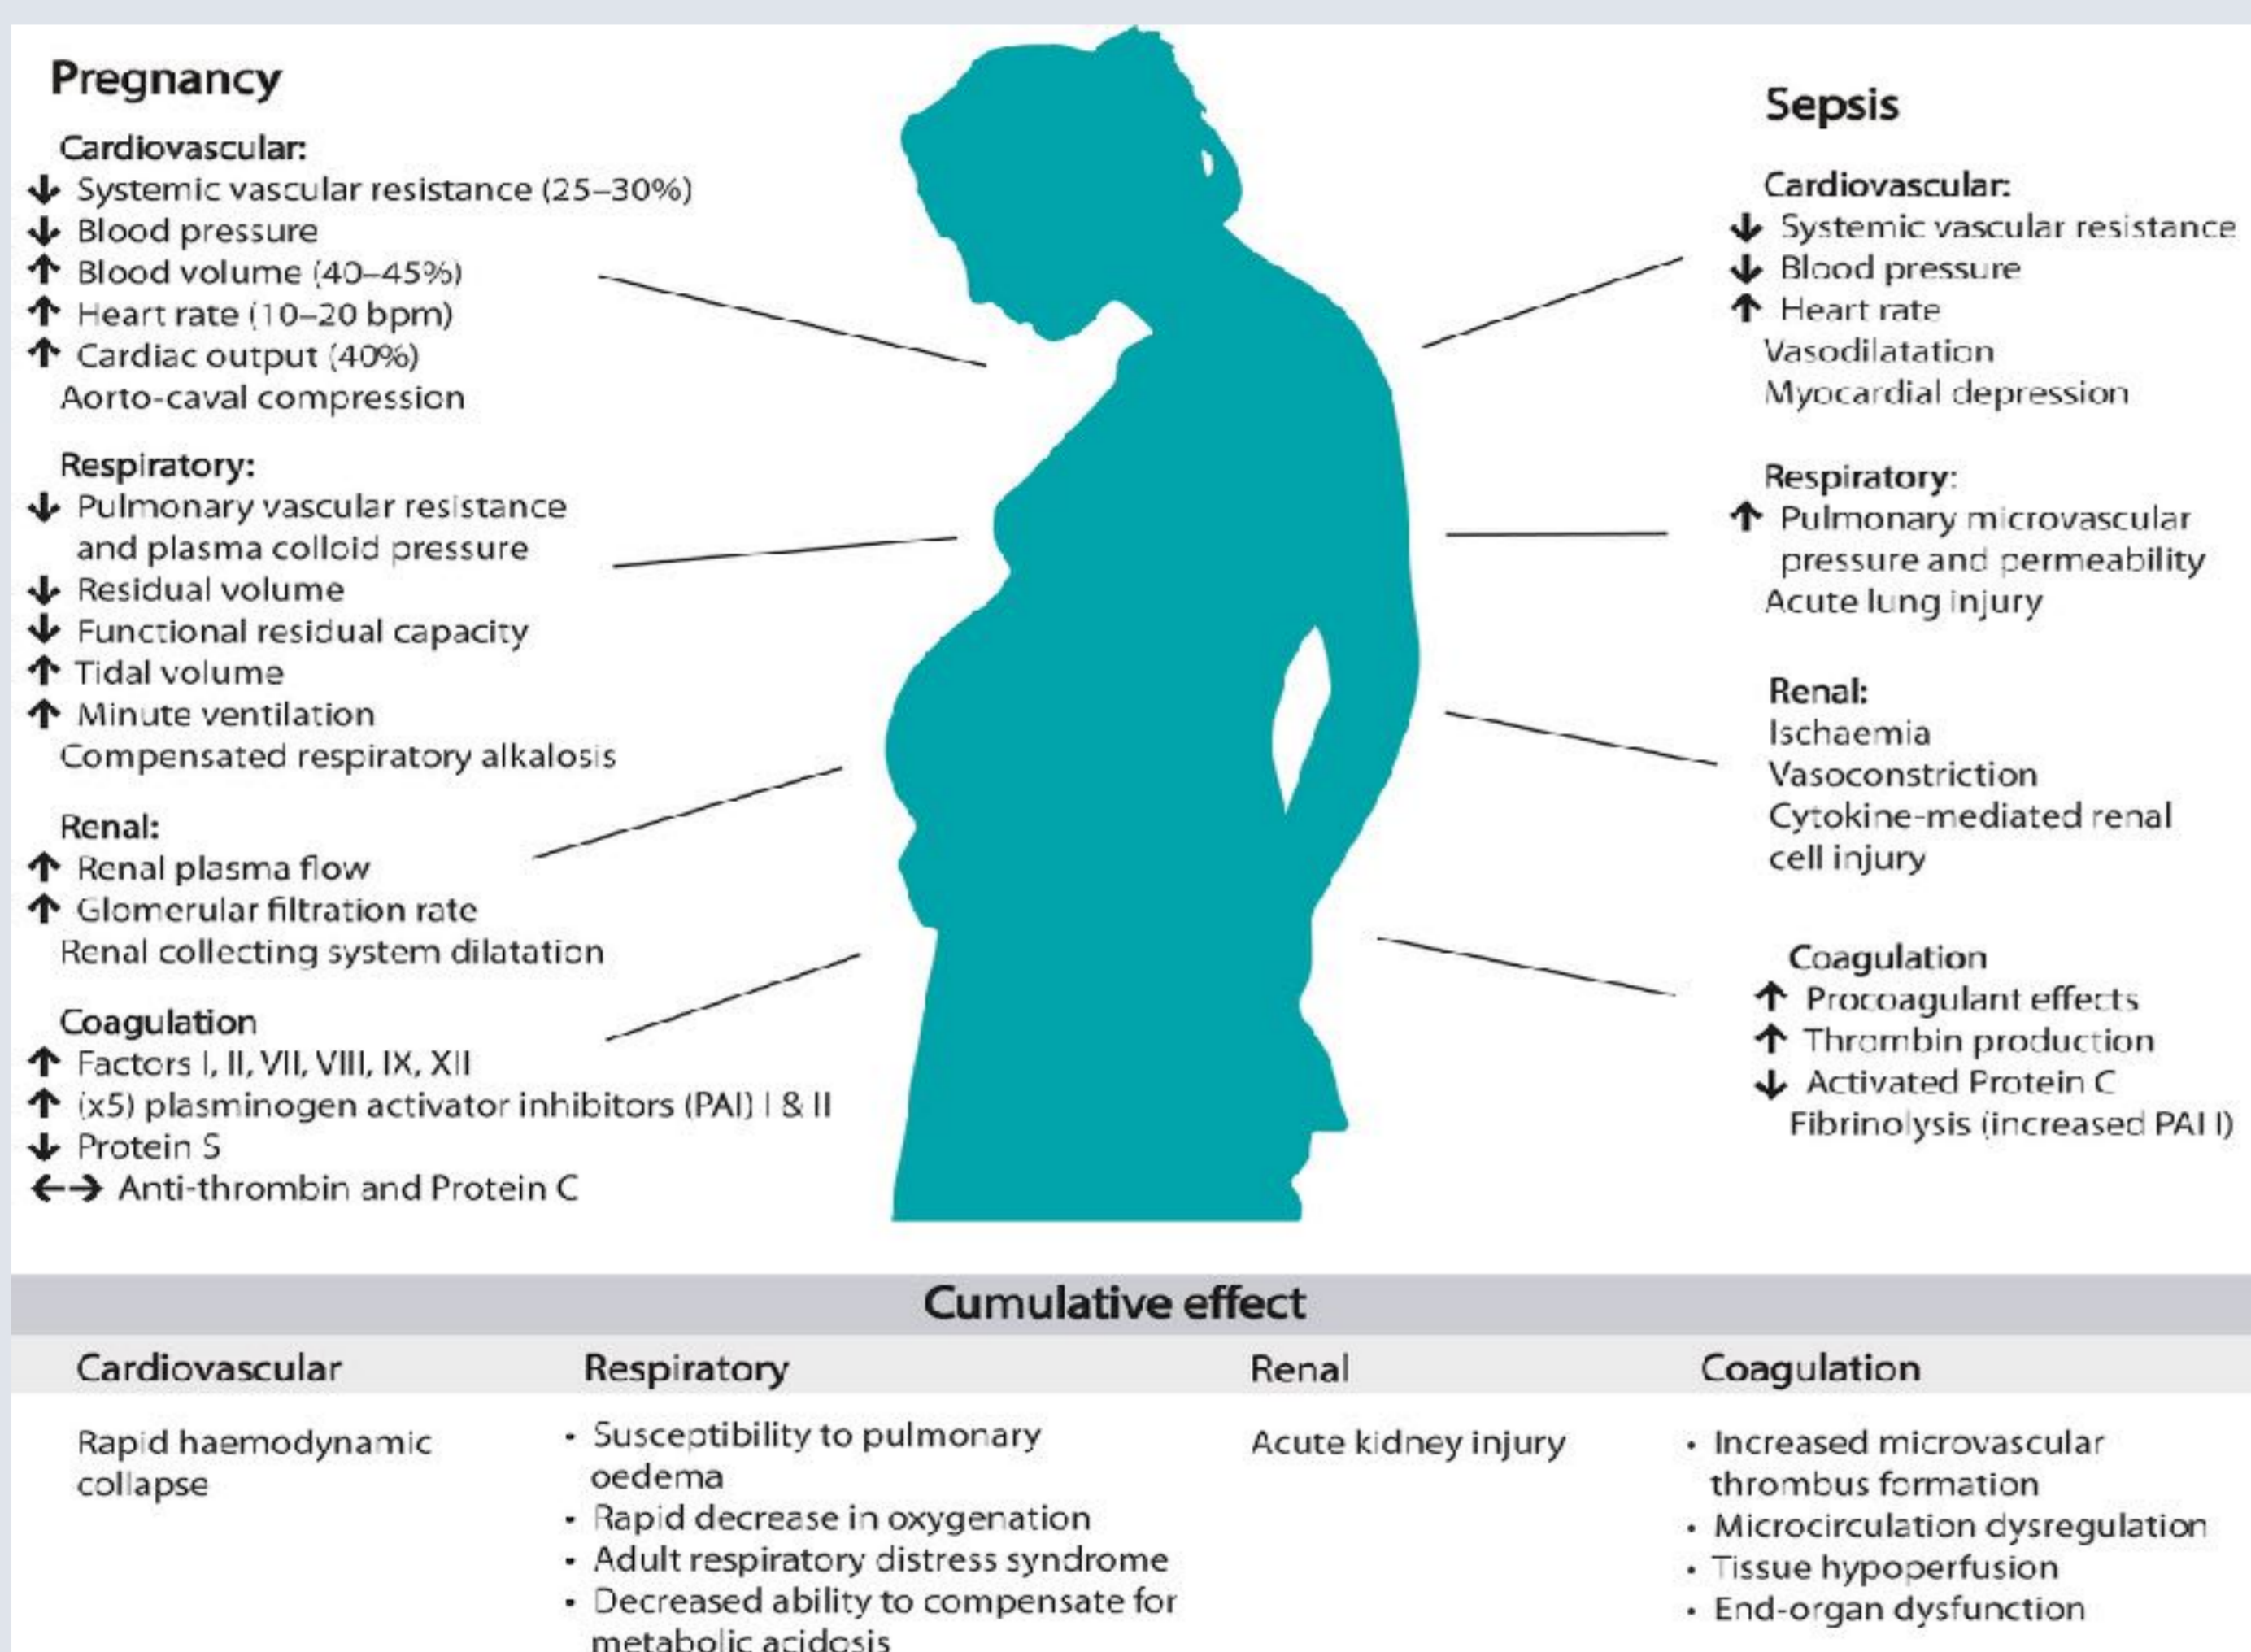 Pregnancy
Cardiovascular:
↓ Systemic vascular resistance (25–30%)
↓ Blood pressure
↑ Blood volume (40–45%)
↑ Heart rate (10–20 bpm)
↑ Cardiac output (40%)
Aorto-caval compression
Respiratory:
↓ Pulmonary vascular resistance
and plasma colloid pressure
↓ Residual volume
↓ Functional residual capacity
↑ Tidal volume
↑ Minute ventilation
Compensated respiratory alkalosis
Renal:
↑ Renal plasma flow
↑ Glomerular filtration rate
Renal collecting system dilatation
Coagulation
↑ Factors I, II, VII, VIII, IX, XII
↑ (x5) plasminogen activator inhibitors (PAI) I & II
↓ Protein S
←→ Anti-thrombin and Protein C
Sepsis
Cardiovascular:
↓ Systemic vascular resistance
↓ Blood pressure
↑ Heart rate
Vasodilatation
Myocardial depression
Respiratory:
↑ Pulmonary microvascular
pressure and permeability
Acute lung injury
Renal:
Ischaemia
Vasoconstriction
Cytokine-mediated renal
cell injury
Coagulation
↑ Procoagulant effects
↑ Thrombin production
↓ Activated Protein C
Fibrinolysis (increased PAI I)
Cumulative effect
Cardiovascular
Rapid haemodynamic
collapse
Respiratory
• Susceptibility to pulmonary
oedema
• Rapid decrease in oxygenation
• Adult respiratory distress syndrome
• Decreased ability to compensate for
metabolic acidosis
Renal
Acute kidney injury
Coagulation
• Increased microvascular
thrombus formation
• Microcirculation dysregulation
• Tissue hypoperfusion
• End-organ dysfunction